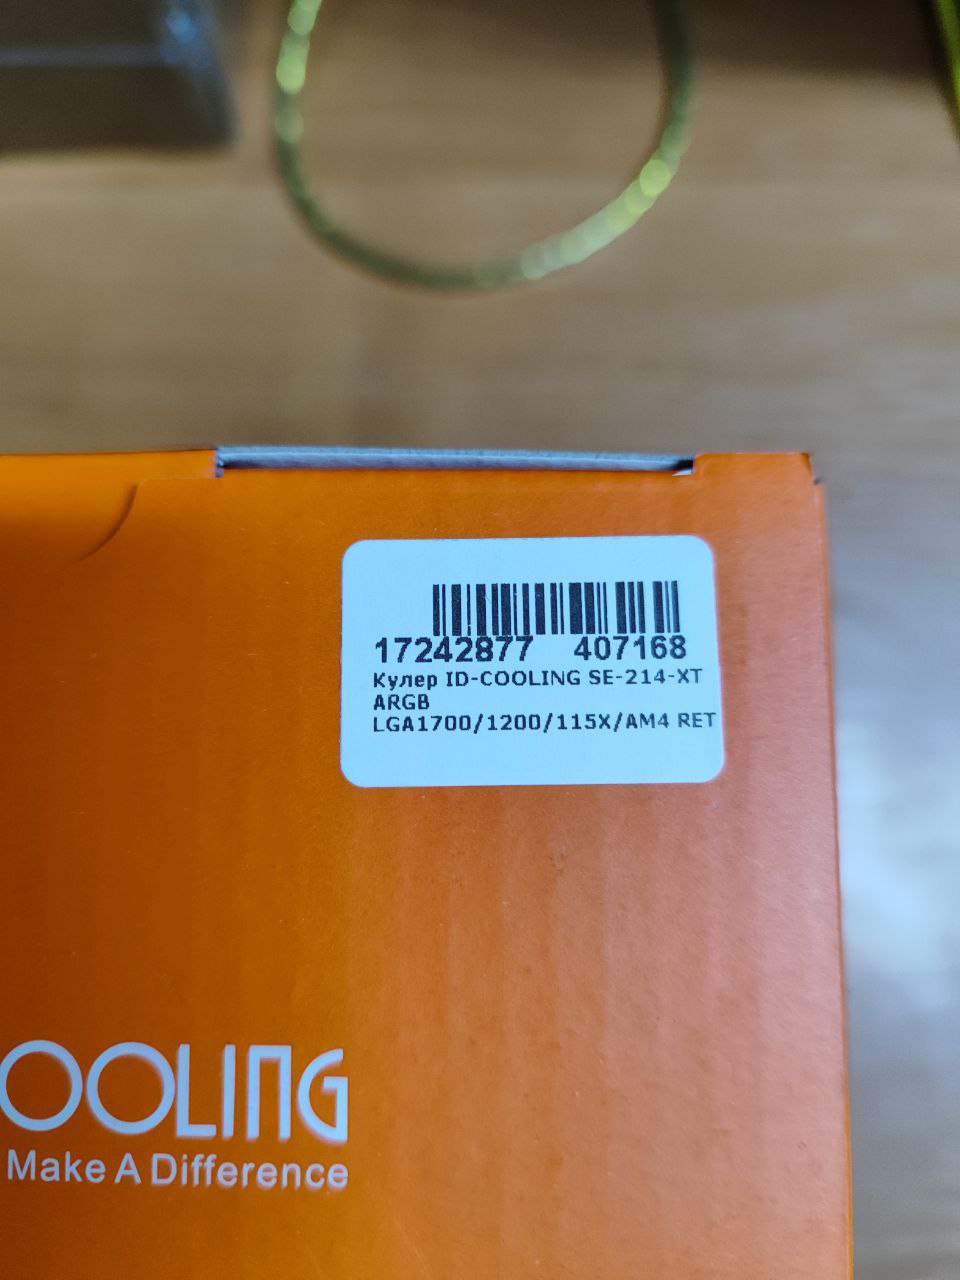 17242877 407168
Кулер ID-COOLING SE-214-XT
ARGB
LGA1700/1200/115X/AM4 RET
OOLING
Make A Difference